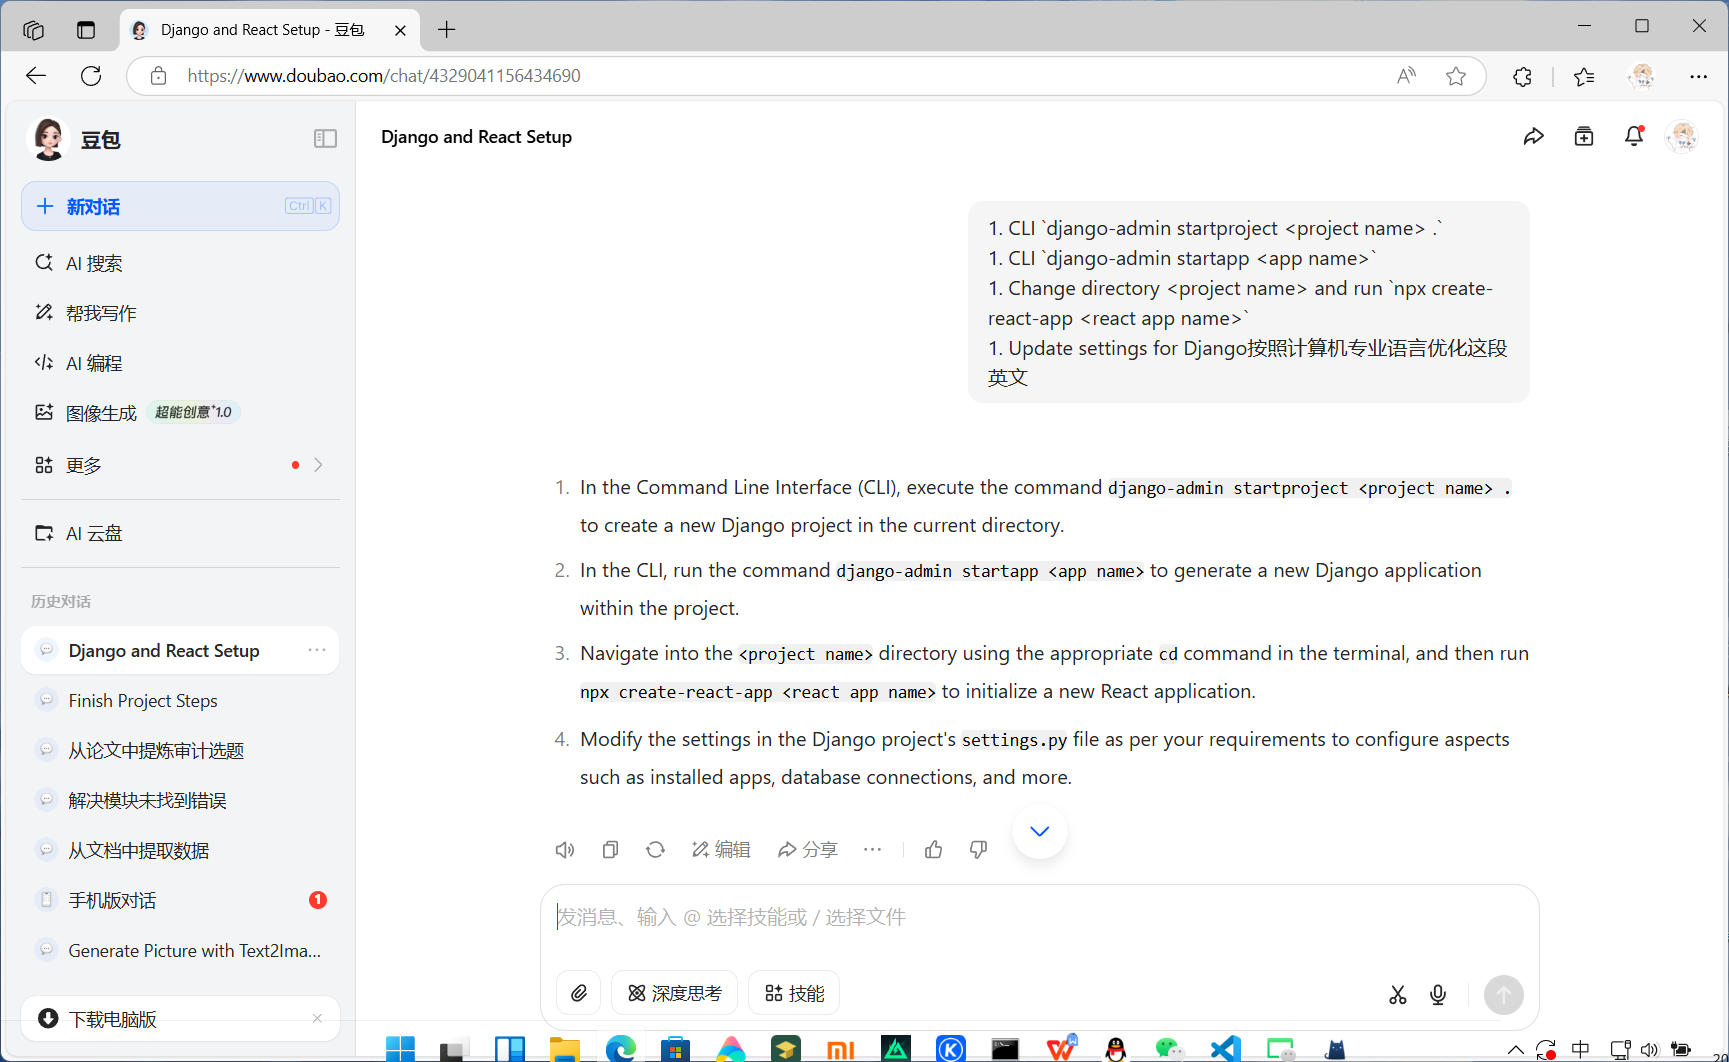 Django and React Setup - 豆包
https://www.doubao.com/chat/4329041156434690
豆包
新对话
Ctrl K
AI 搜索
帮我写作
AI 编程
图像生成 超能创意 1.0
更多
AI 云盘
历史对话
Django and React Setup
Finish Project Steps
从论文中提炼审计选题
解决模块未找到错误
从文档中提取数据
手机版对话 1
Generate Picture with Text2Ima...
下载电脑版
Django and React Setup
1. CLI `django-admin startproject <project name> .`
1. CLI `django-admin startapp <app name>`
1. Change directory <project name> and run `npx create-
react-app <react app name>`
1. Update settings for Django按照计算机专业语言优化这段
英文
1. In the Command Line Interface (CLI), execute the command django-admin startproject <project name> .
to create a new Django project in the current directory.
2. In the CLI, run the command django-admin startapp <app name> to generate a new Django application
within the project.
3. Navigate into the <project name> directory using the appropriate cd command in the terminal, and then run
npx create-react-app <react app name> to initialize a new React application.
4. Modify the settings in the Django project's settings.py file as per your requirements to configure aspects
such as installed apps, database connections, and more.
编辑
分享
发消息、输入 @ 选择技能或 / 选择文件
深度思考
技能
中